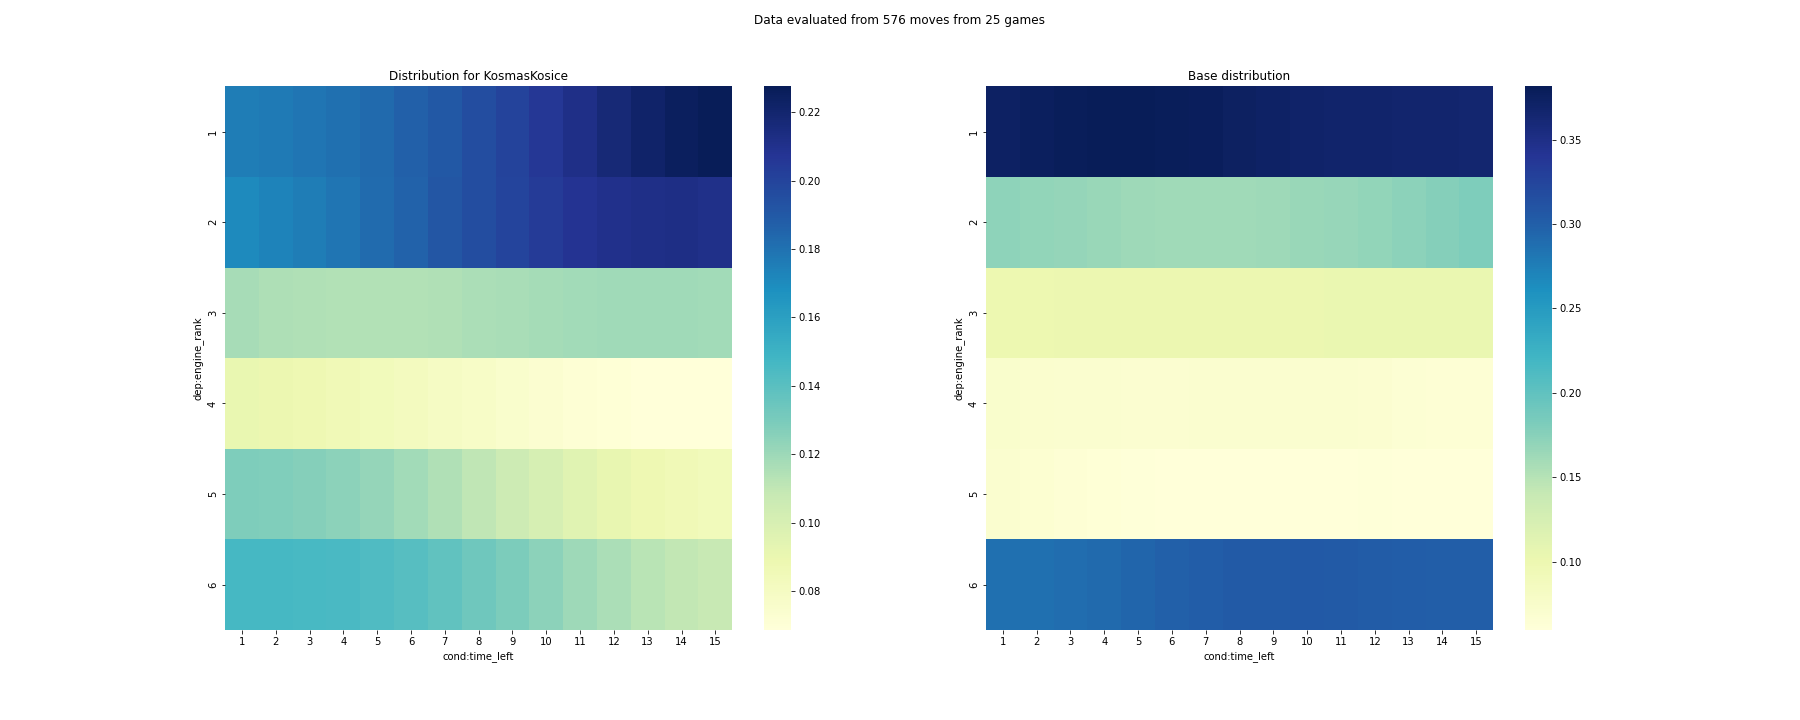 Data evaluated from 576 moves from 25 games
Distribution for KosmasKosice
dep:engine_rank
1
2
3
4
5
6
1 2 3 4 5 6 7 8 9 10 11 12 13 14 15
cond:time_left
0.22
0.20
0.18
0.16
0.14
0.12
0.10
0.08
Base distribution
dep:engine_rank
1
2
3
4
5
6
1 2 3 4 5 6 7 8 9 10 11 12 13 14 15
cond:time_left
0.35
0.30
0.25
0.20
0.15
0.10